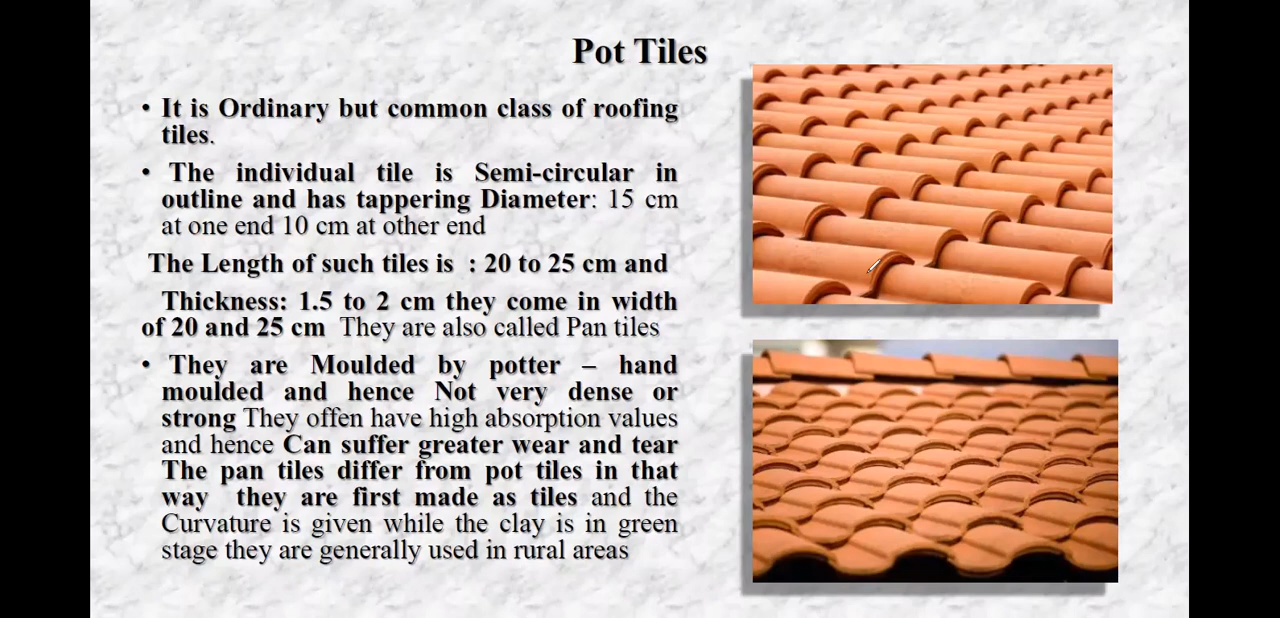 Pot Tiles
• It is Ordinary but common class of roofing
tiles.
• The individual tile is Semi-circular in
outline and has tappering Diameter: 15 cm
at one end 10 cm at other end
The Length of such tiles is : 20 to 25 cm and
Thickness: 1.5 to 2 cm they come in width
of 20 and 25 cm They are also called Pan tiles
• They are Moulded by potter – hand
moulded and hence Not very dense or
strong They offen have high absorption values
and hence Can suffer greater wear and tear
The pan tiles differ from pot tiles in that
way they are first made as tiles and the
Curvature is given while the clay is in green
stage they are generally used in rural areas